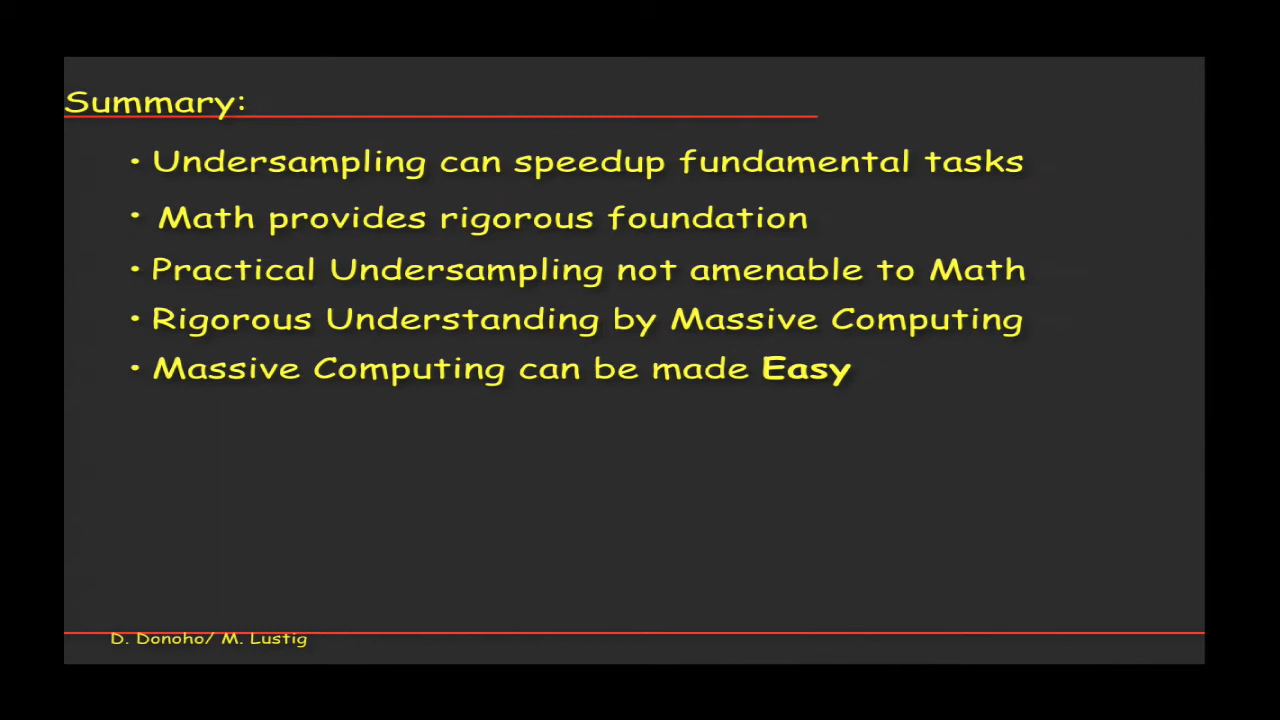 Summary:
• Undersampling can speedup fundamental tasks
• Math provides rigorous foundation
• Practical Undersampling not amenable to Math
• Rigorous Understanding by Massive Computing
• Massive Computing can be made Easy
D. Donoho/ M. Lustig